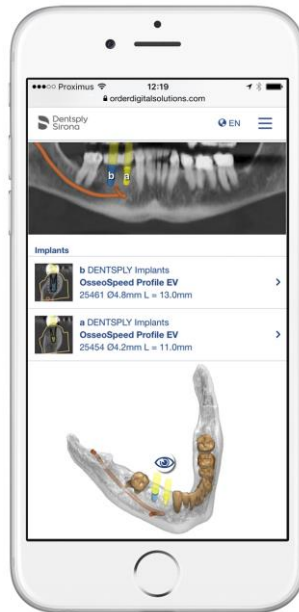 Proximus 12:19
orderdigitalsolutions.com
Dentsply
Sirona
EN
b a
Implants
b DENTSPLY Implants
OsseoSpeed Profile EV
25461 Ø4.8mm L = 13.0mm
a DENTSPLY Implants
OsseoSpeed Profile EV
25454 Ø4.2mm L = 11.0mm